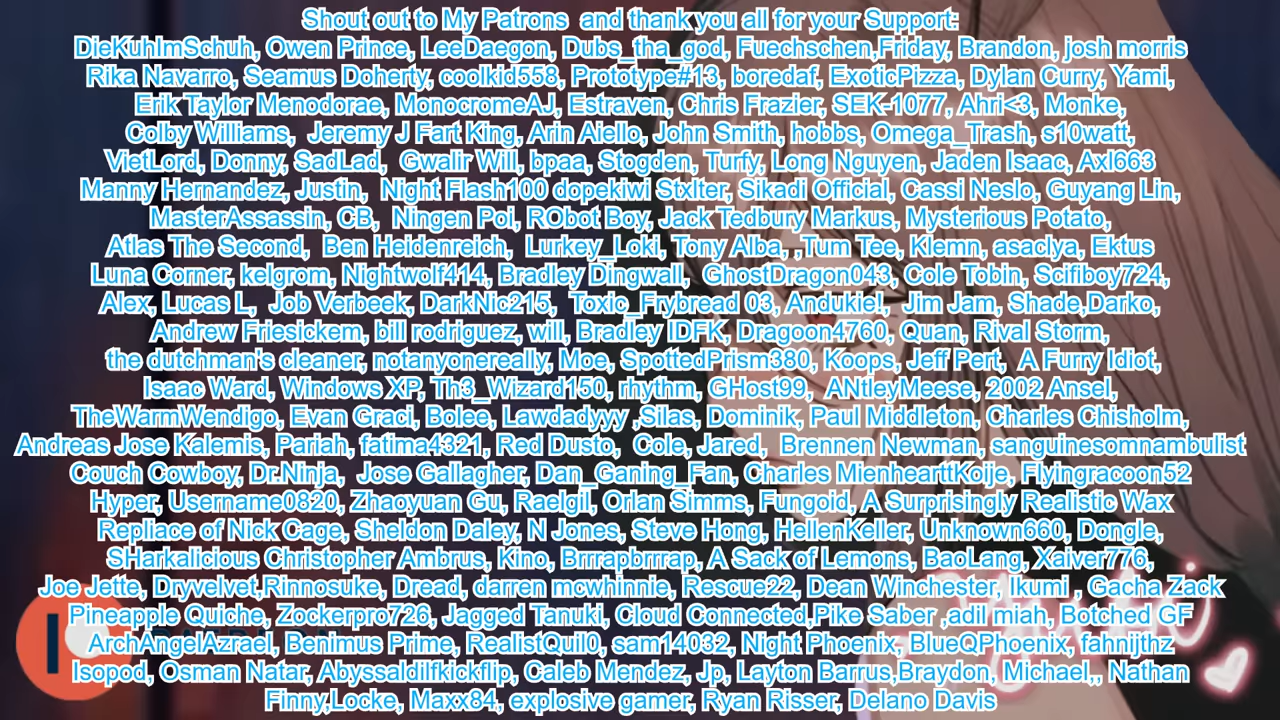 Shout out to My Patrons and thank you all for your Support:
DieKuhImSchuh, Owen Prince, LeeDaegon, Dubs_tha_god, Fuechschen,Friday, Brandon, josh morris
Rika Navarro, Seamus Doherty, coolkid558, Prototype#13, boredaf, ExoticPizza, Dylan Curry, Yami,
Erik Taylor Menodorae, MonocromeAJ, Estraven, Chris Frazier, SEK-1077, Ahri<3, Monke,
Colby Williams, Jeremy J Fart King, Arin Aiello, John Smith, hobbs, Omega_Trash, s10watt,
VietLord, Donny, SadLad, Gwalir Will, bpaa, Stogden, Turfy, Long Nguyen, Jaden Isaac, Axl663
Manny Hernandez, Justin, Night Flash100 dopekiwi Stxlter, Sikadi Official, Cassi Neslo, Guyang Lin,
MasterAssassin, CB, Ningen Poi, RObot Boy, Jack Tedbury Markus, Mysterious Potato,
Atlas The Second, Ben Heidenreich, Lurkey_Loki, Tony Alba, ,Tum Tee, Klemn, asaclya, Ektus
Luna Corner, kelgrom, Nightwolf414, Bradley Dingwall, GhostDragon043, Cole Tobin, Scifiboy724,
Alex, Lucas L, Job Verbeek, DarkNic215, Toxic_Frybread 03, Andukie!, Jim Jam, Shade,Darko,
Andrew Friesickem, bill rodriguez, will, Bradley IDFK, Dragoon4760, Quan, Rival Storm,
the dutchman's cleaner, notanyonereally, Moe, SpottedPrism380, Koops, Jeff Pert, A Furry Idiot,
Isaac Ward, Windows XP, Th3_Wizard150, rhythm, GHost99, ANtleyMeese, 2002 Ansel,
TheWarmWendigo, Evan Graci, Bolee, Lawdadyyy ,Silas, Dominik, Paul Middleton, Charles Chisholm,
Andreas Jose Kalemis, Pariah, fatima4321, Red Dusto, Cole, Jared, Brennen Newman, sanguinesomnambulist
Couch Cowboy, Dr.Ninja, Jose Gallagher, Dan_Ganing_Fan, Charles MienhearttKoije, Flyingracoon52
Hyper, Username0820, Zhaoyuan Gu, Raelgil, Orlan Simms, Fungoid, A Surprisingly Realistic Wax
Repliace of Nick Cage, Sheldon Daley, N Jones, Steve Hong, HellenKeller, Unknown660, Dongle,
SHarkalicious Christopher Ambrus, Kino, Brrrapbrrrap, A Sack of Lemons, BaoLang, Xaiver776,
Joe Jette, Dryvelvet,Rinnosuke, Dread, darren mcwhinnie, Rescue22, Dean Winchester, Ikumi , Gacha Zack
Pineapple Quiche, Zockerpro726, Jagged Tanuki, Cloud Connected,Pike Saber ,adil miah, Botched GF
ArchAngelAzrael, Benimus Prime, RealistQuil0, sam14032, Night Phoenix, BlueQPhoenix, fannijthz
Isopod, Osman Natar, Abyssaldilfkickflip, Caleb Mendez, Jp, Layton Barrus,Braydon, Michael,, Nathan
Finny,Locke, Maxx84, explosive gamer, Ryan Risser, Delano Davis